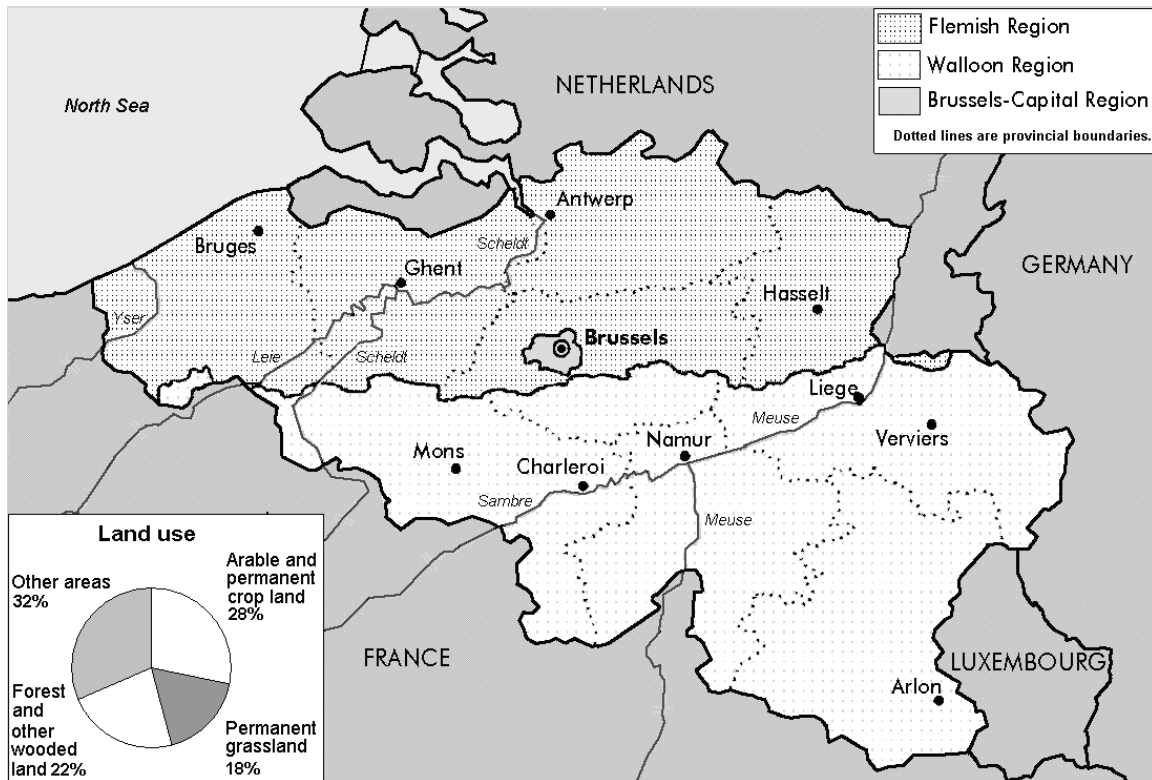 Flemish Region
Walloon Region
Brussels-Capital Region
Dotted lines are provincial boundaries.
North Sea
NETHERLANDS
Antwerp
Bruges
Scheldt
Ghent
GERMANY
Hasselt
Yser
Brussels
Leie
Scheldt
Liege
Meuse
Verviers
Mons
Namur
Charleroi
Sambre
Meuse
FRANCE
LUXEMBOURG
Arlon
Land use
Other areas
32%
Arable and
permanent
crop land
28%
Forest and
other
wooded
land 22%
Permanent
grassland
18%